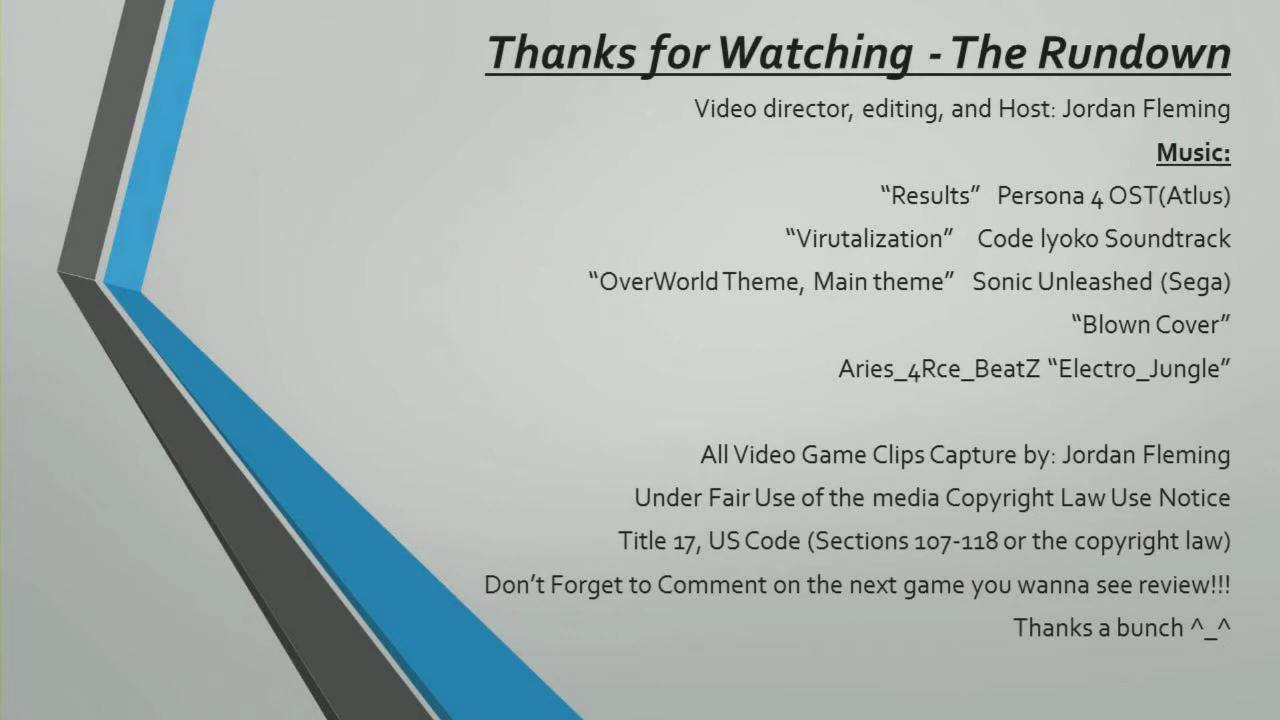 Thanks for Watching - The Rundown
Video director, editing, and Host: Jordan Fleming
Music:
“Results” Persona 4 OST(Atlus)
“Virutalization” Code lyoko Soundtrack
“OverWorld Theme, Main theme” Sonic Unleashed (Sega)
“Blown Cover”
Aries_4Rce_BeatZ “Electro_Jungle”
All Video Game Clips Capture by: Jordan Fleming
Under Fair Use of the media Copyright Law Use Notice
Title 17, US Code (Sections 107-118 or the copyright law)
Don’t Forget to Comment on the next game you wanna see review!!!
Thanks a bunch ^_^